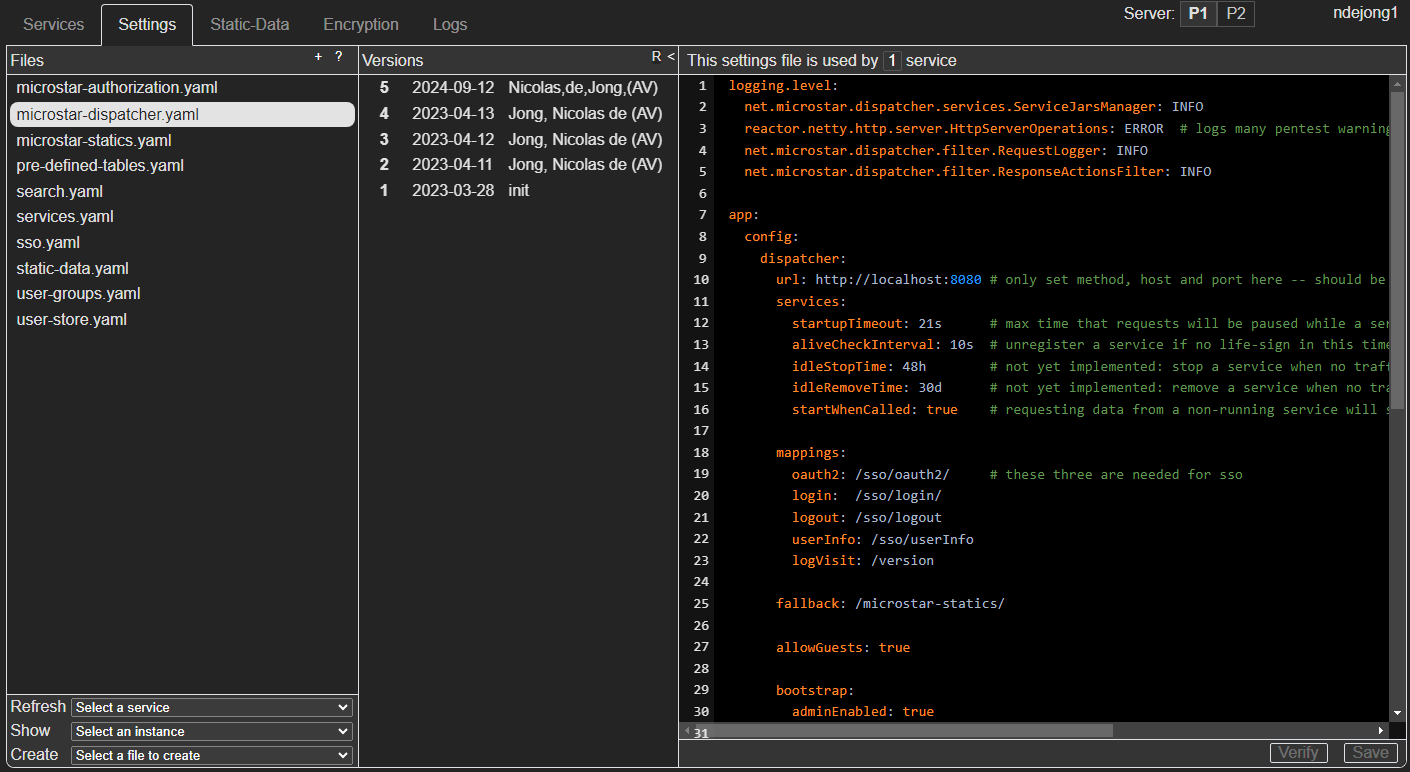 Services Settings Static-Data Encryption Logs Server: P1 P2 ndejong1
Files + ?
microstar-authorization.yaml
microstar-dispatcher.yaml
microstar-statics.yaml
pre-defined-tables.yaml
search.yaml
services.yaml
sso.yaml
static-data.yaml
user-groups.yaml
user-store.yaml
Refresh Select a service
Show Select an instance
Create Select a file to create
Versions R <
5 2024-09-12 Nicolas,de,Jong,(AV)
4 2023-04-13 Jong, Nicolas de (AV)
3 2023-04-12 Jong, Nicolas de (AV)
2 2023-04-11 Jong, Nicolas de (AV)
1 2023-03-28 init
This settings file is used by 1 service
1 logging.level:
2 net.microstar.dispatcher.services.ServiceJarsManager: INFO
3 reactor.netty.http.server.HttpServerOperations: ERROR # logs many pentest warning
4 net.microstar.dispatcher.filter.RequestLogger: INFO
5 net.microstar.dispatcher.filter.ResponseActionsFilter: INFO
6
7 app:
8 config:
9 dispatcher:
10 url: http://localhost:8080 # only set method, host and port here -- should be
11 services:
12 startupTimeout: 21s # max time that requests will be paused while a ser
13 aliveCheckInterval: 10s # unregister a service if no life-sign in this time
14 idleStopTime: 48h # not yet implemented: stop a service when no traff
15 idleRemoveTime: 30d # not yet implemented: remove a service when no tra
16 startWhenCalled: true # requesting data from a non-running service will s
17
18 mappings:
19 oauth2: /sso/oauth2/ # these three are needed for sso
20 login: /sso/login/
21 logout: /sso/logout
22 userInfo: /sso/userInfo
23 logVisit: /version
24
25 fallback: /microstar-statics/
26
27 allowGuests: true
28
29 bootstrap:
30 adminEnabled: true
31
Verify Save